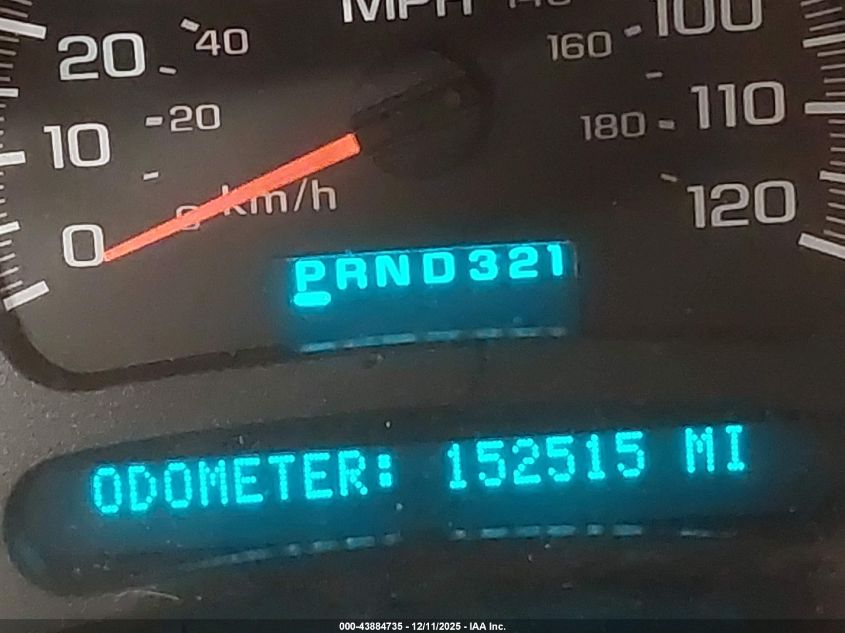 MPH
20 40 160 100
10 20 180 110
0 km/h 120
PRND321
ODOMETER: 152515 MI
000-43884735 - 12/11/2025 - IAA Inc.